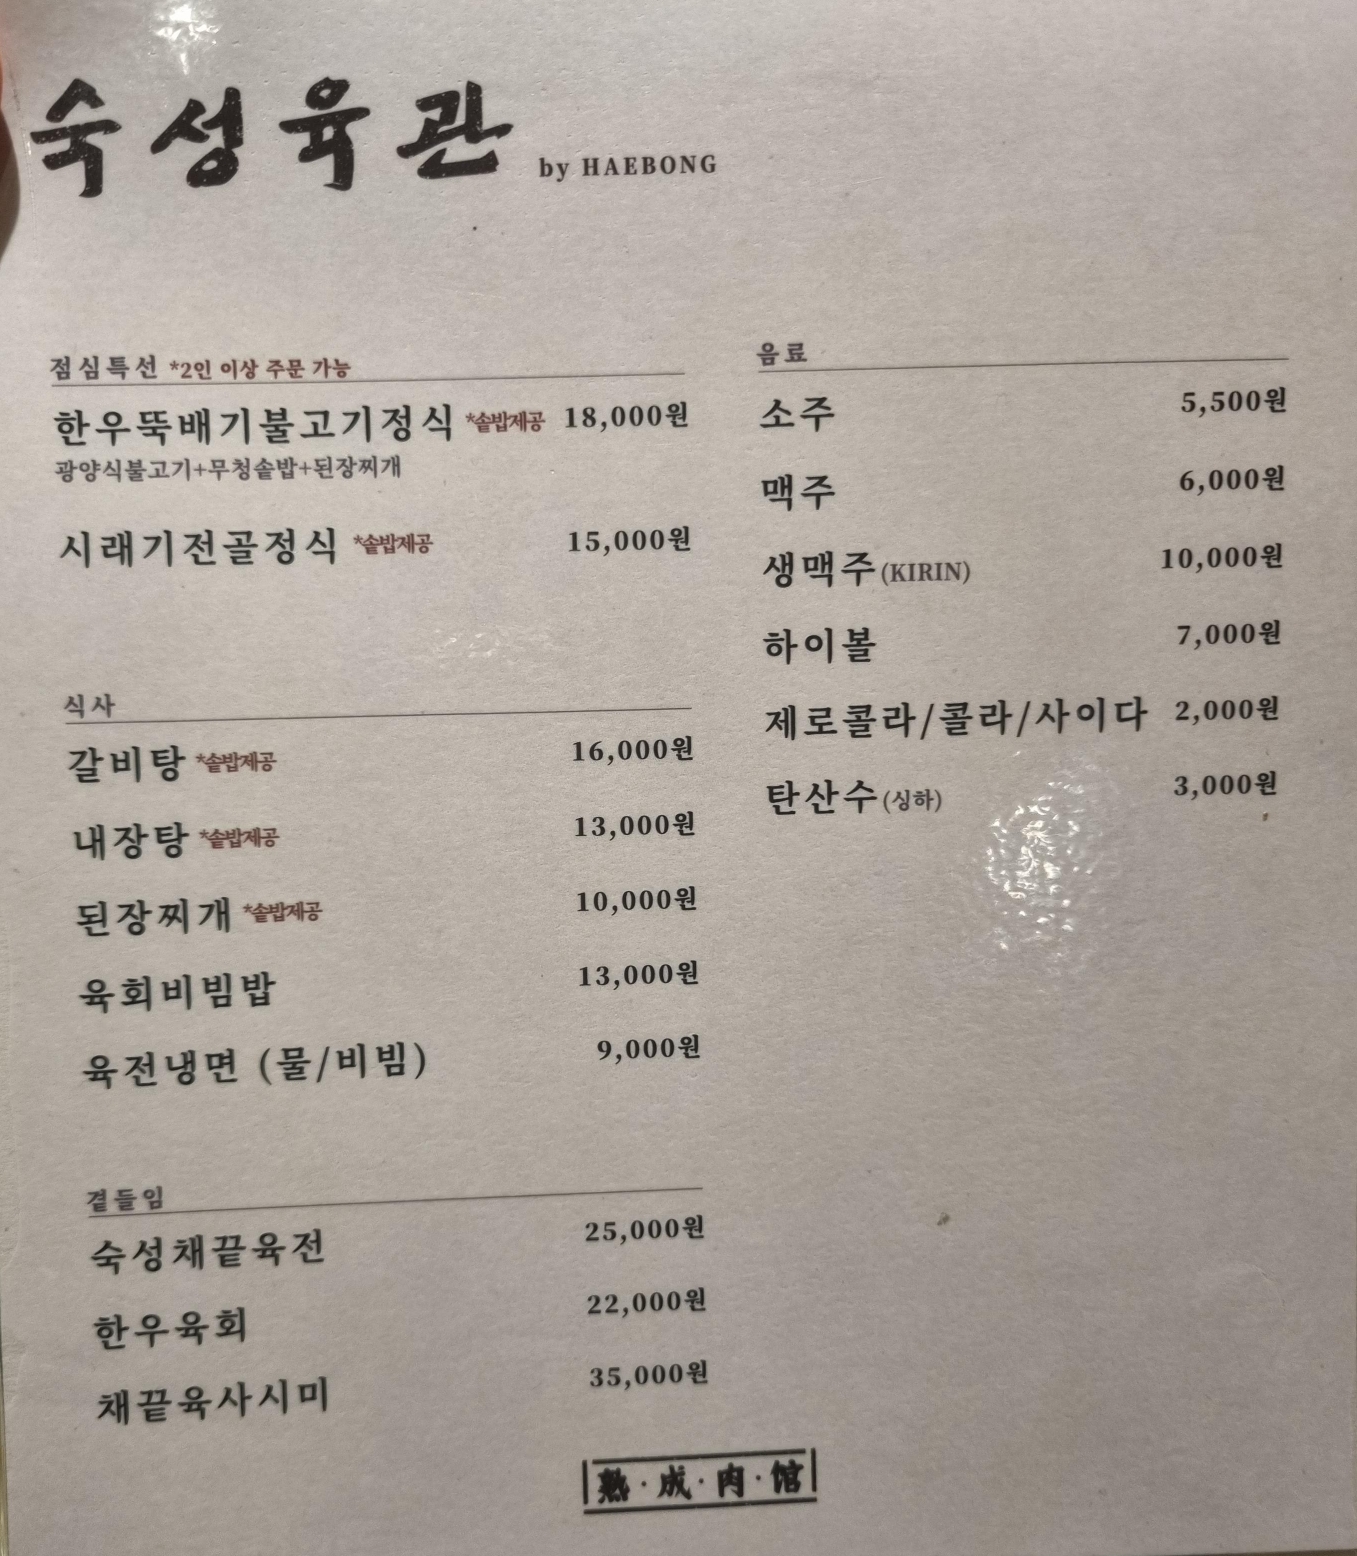 숙성육관 by HAEBONG
점심특선 *2인 이상 주문 가능
한우뚝배기불고기정식 *솥밥제공 18,000원
광양식불고기+무청솥밥+된장찌개
시래기전골정식 *솥밥제공 15,000원
식사
갈비탕 *솥밥제공 16,000원
내장탕 *솥밥제공 13,000원
된장찌개 *솥밥제공 10,000원
육회비빔밥 13,000원
육전냉면 (물/비빔) 9,000원
곁들임
숙성채끝육전 25,000원
한우육회 22,000원
채끝육사시미 35,000원
음료
소주 5,500원
맥주 6,000원
생맥주(KIRIN) 10,000원
하이볼 7,000원
제로콜라/콜라/사이다 2,000원
탄산수(싱하) 3,000원
熟·成·肉·馆